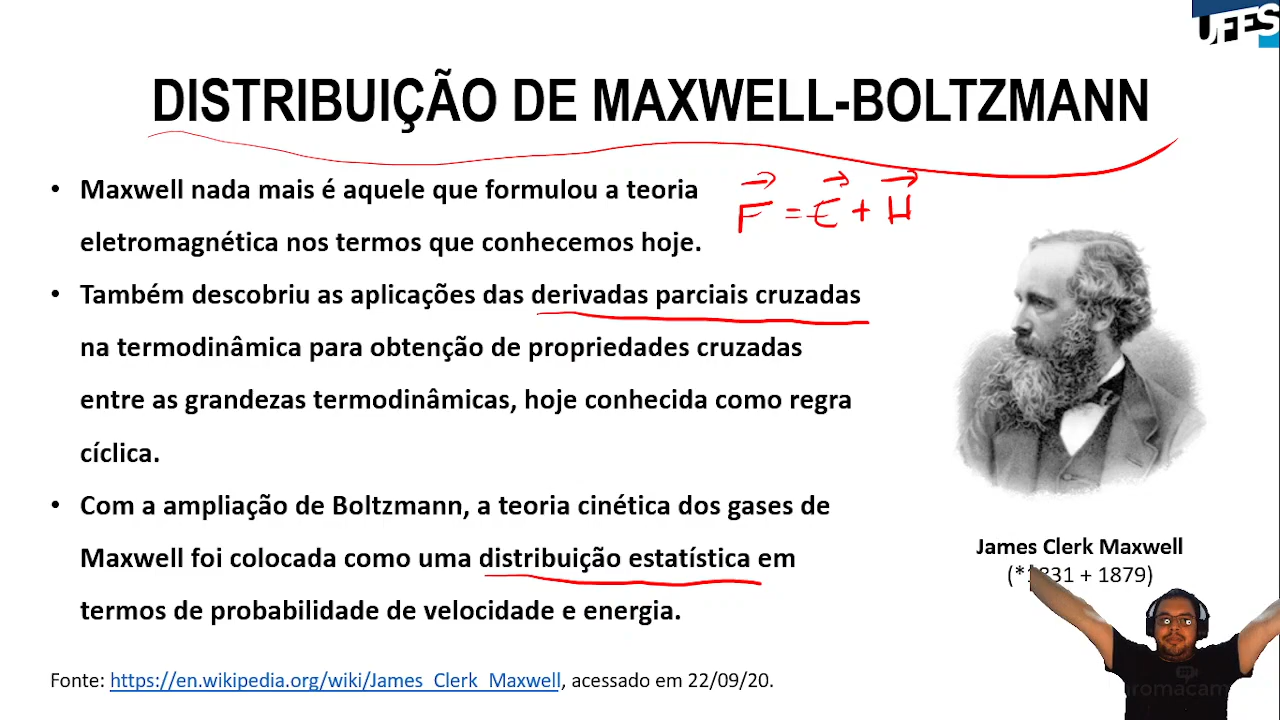 UFES
DISTRIBUIÇÃO DE MAXWELL-BOLTZMANN
• Maxwell nada mais é aquele que formulou a teoria
eletromagnética nos termos que conhecemos hoje.
F = E + H
• Também descobriu as aplicações das derivadas parciais cruzadas
na termodinâmica para obtenção de propriedades cruzadas
entre as grandezas termodinâmicas, hoje conhecida como regra
cíclica.
• Com a ampliação de Boltzmann, a teoria cinética dos gases de
Maxwell foi colocada como uma distribuição estatística em
termos de probabilidade de velocidade e energia.
James Clerk Maxwell
(*1831 + 1879)
Fonte: https://en.wikipedia.org/wiki/James_Clerk_Maxwell, acessado em 22/09/20.